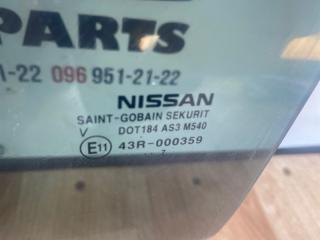 PARTS
-22 096 951-21-22
NISSAN
SAINT-GOBAIN SEKURIT
V DOT184 AS3 M540
E11 43R-000359